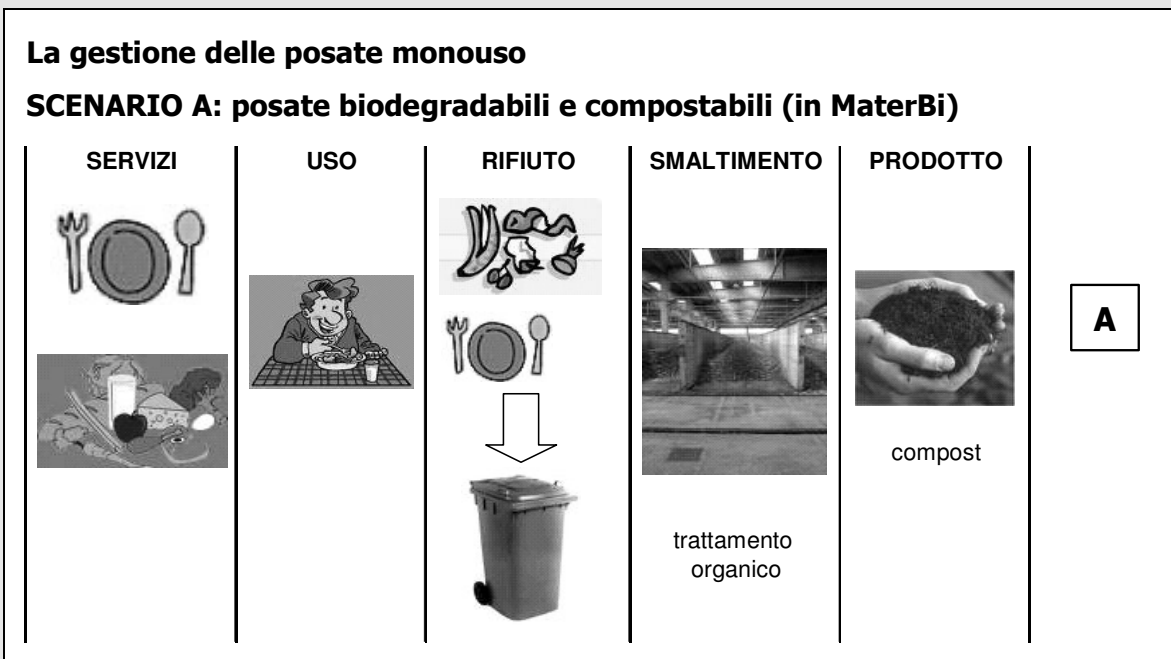 La gestione delle posate monouso
SCENARIO A: posate biodegradabili e compostabili (in MaterBi)
SERVIZI
USO
RIFIUTO
SMALTIMENTO
PRODOTTO
A
compost
trattamento
organico